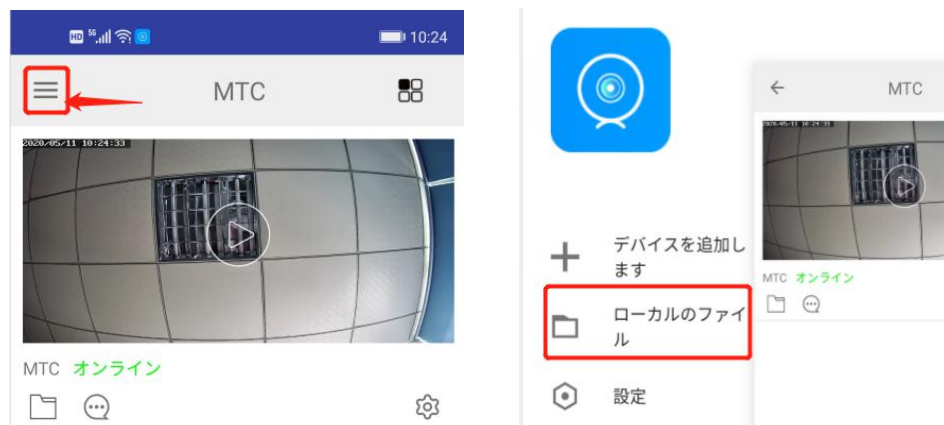 HD 5G 10:24
MTC
2020/05/11 10:24:33
MTC オンライン
MTC
デバイスを追加し
ます
ローカルのファイ
ル
設定
MTC オンライン